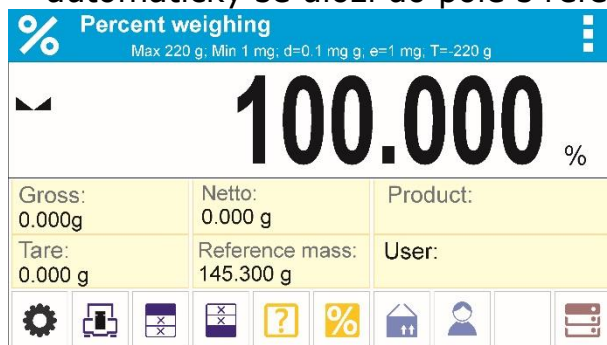 automaticky se uloží do pole s refe
% Percent weighing
Max 220 g; Min 1 mg; d=0.1 mg g; e=1 mg; T=-220 g
100.000 %
Gross: Netto: Product:
0.000g 0.000 g
Tare: Reference mass: User:
0.000 g 145.300 g
? %